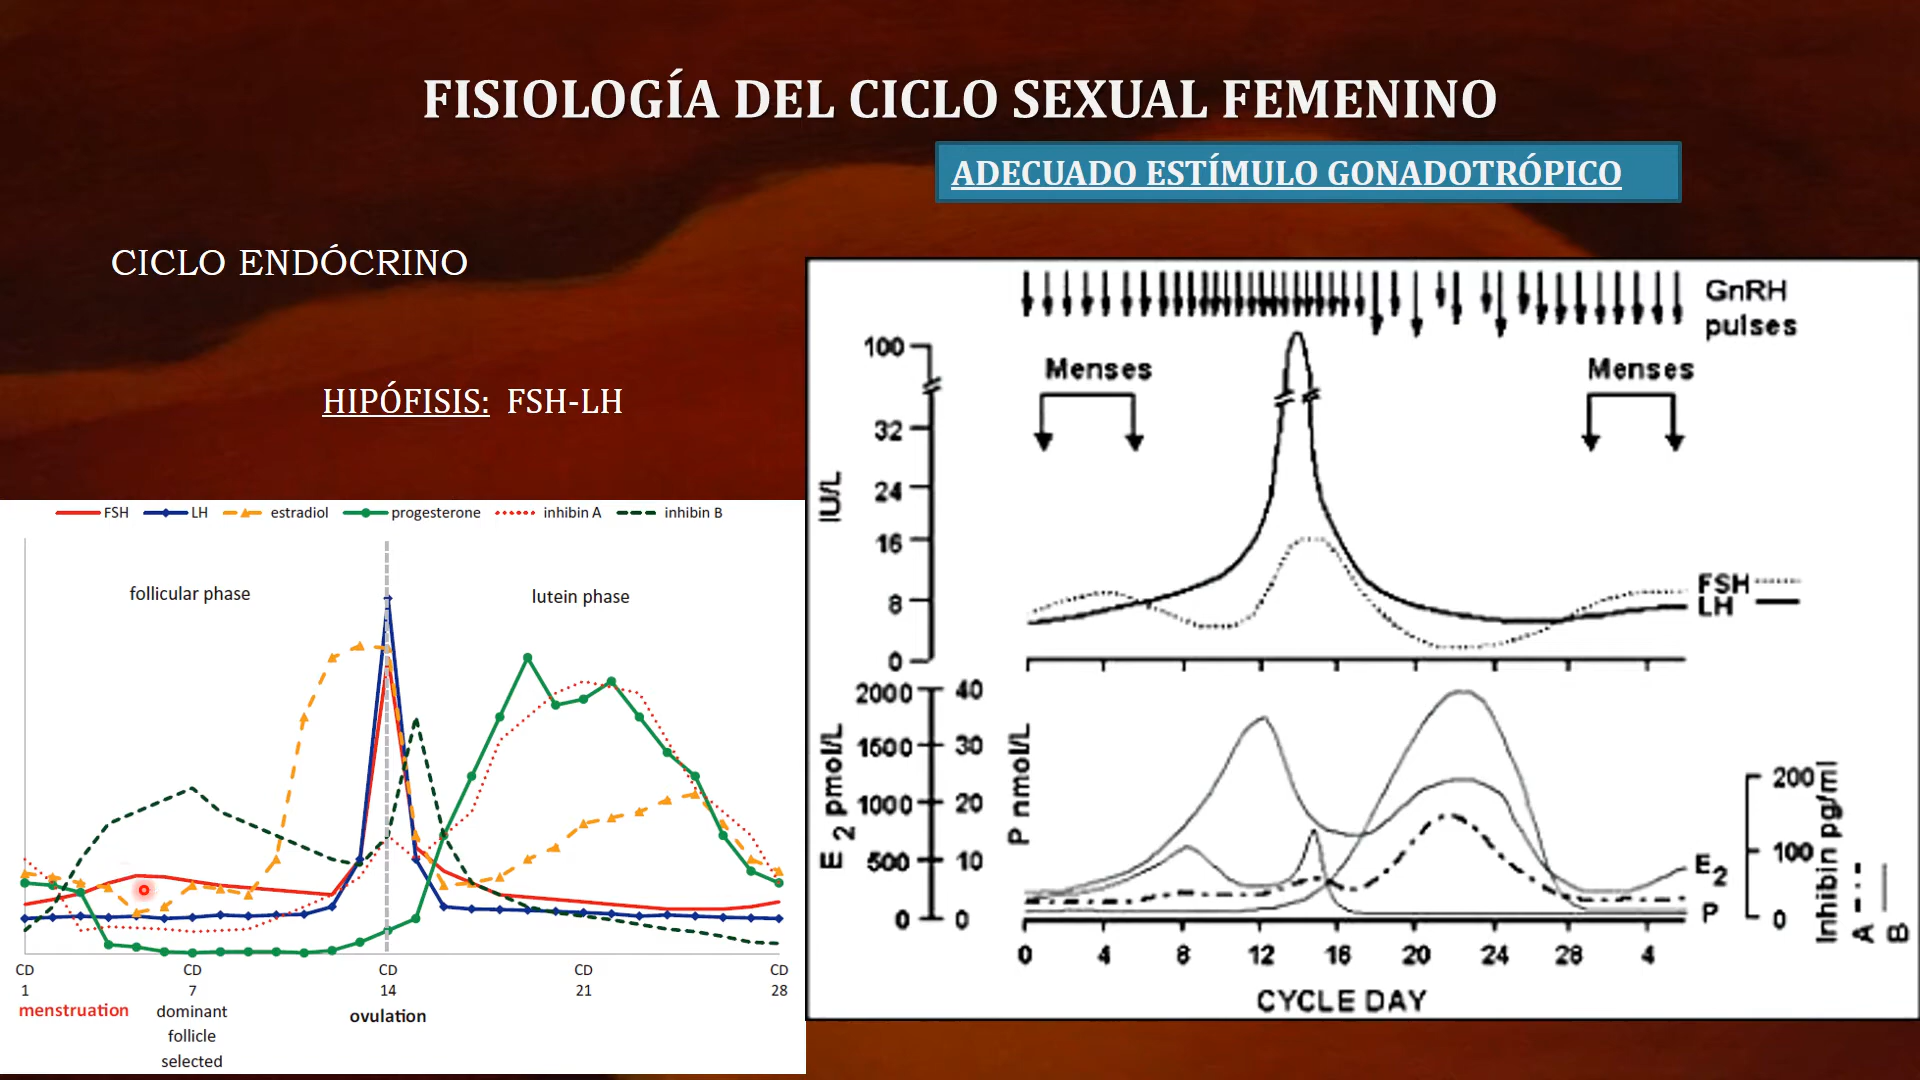 FISIOLOGÍA DEL CICLO SEXUAL FEMENINO
ADECUADO ESTÍMULO GONADOTRÓPICO
CICLO ENDÓCRINO
HIPÓFISIS: FSH-LH
FSH LH estradiol progesterone inhibin A inhibin B
follicular phase
lutein phase
CD 1
CD 7
CD 14
CD 21
CD 28
menstruation
dominant
follicle
selected
ovulation
GnRH
pulses
Menses
Menses
100
32
24
16
8
0
IU/L
FSH
LH
2000
1500
1000
500
0
E2 pmol/L
40
30
20
10
0
P nmol/L
E2
P
200
100
0
Inhibin pg/ml
A
B
0 4 8 12 16 20 24 28 4
CYCLE DAY